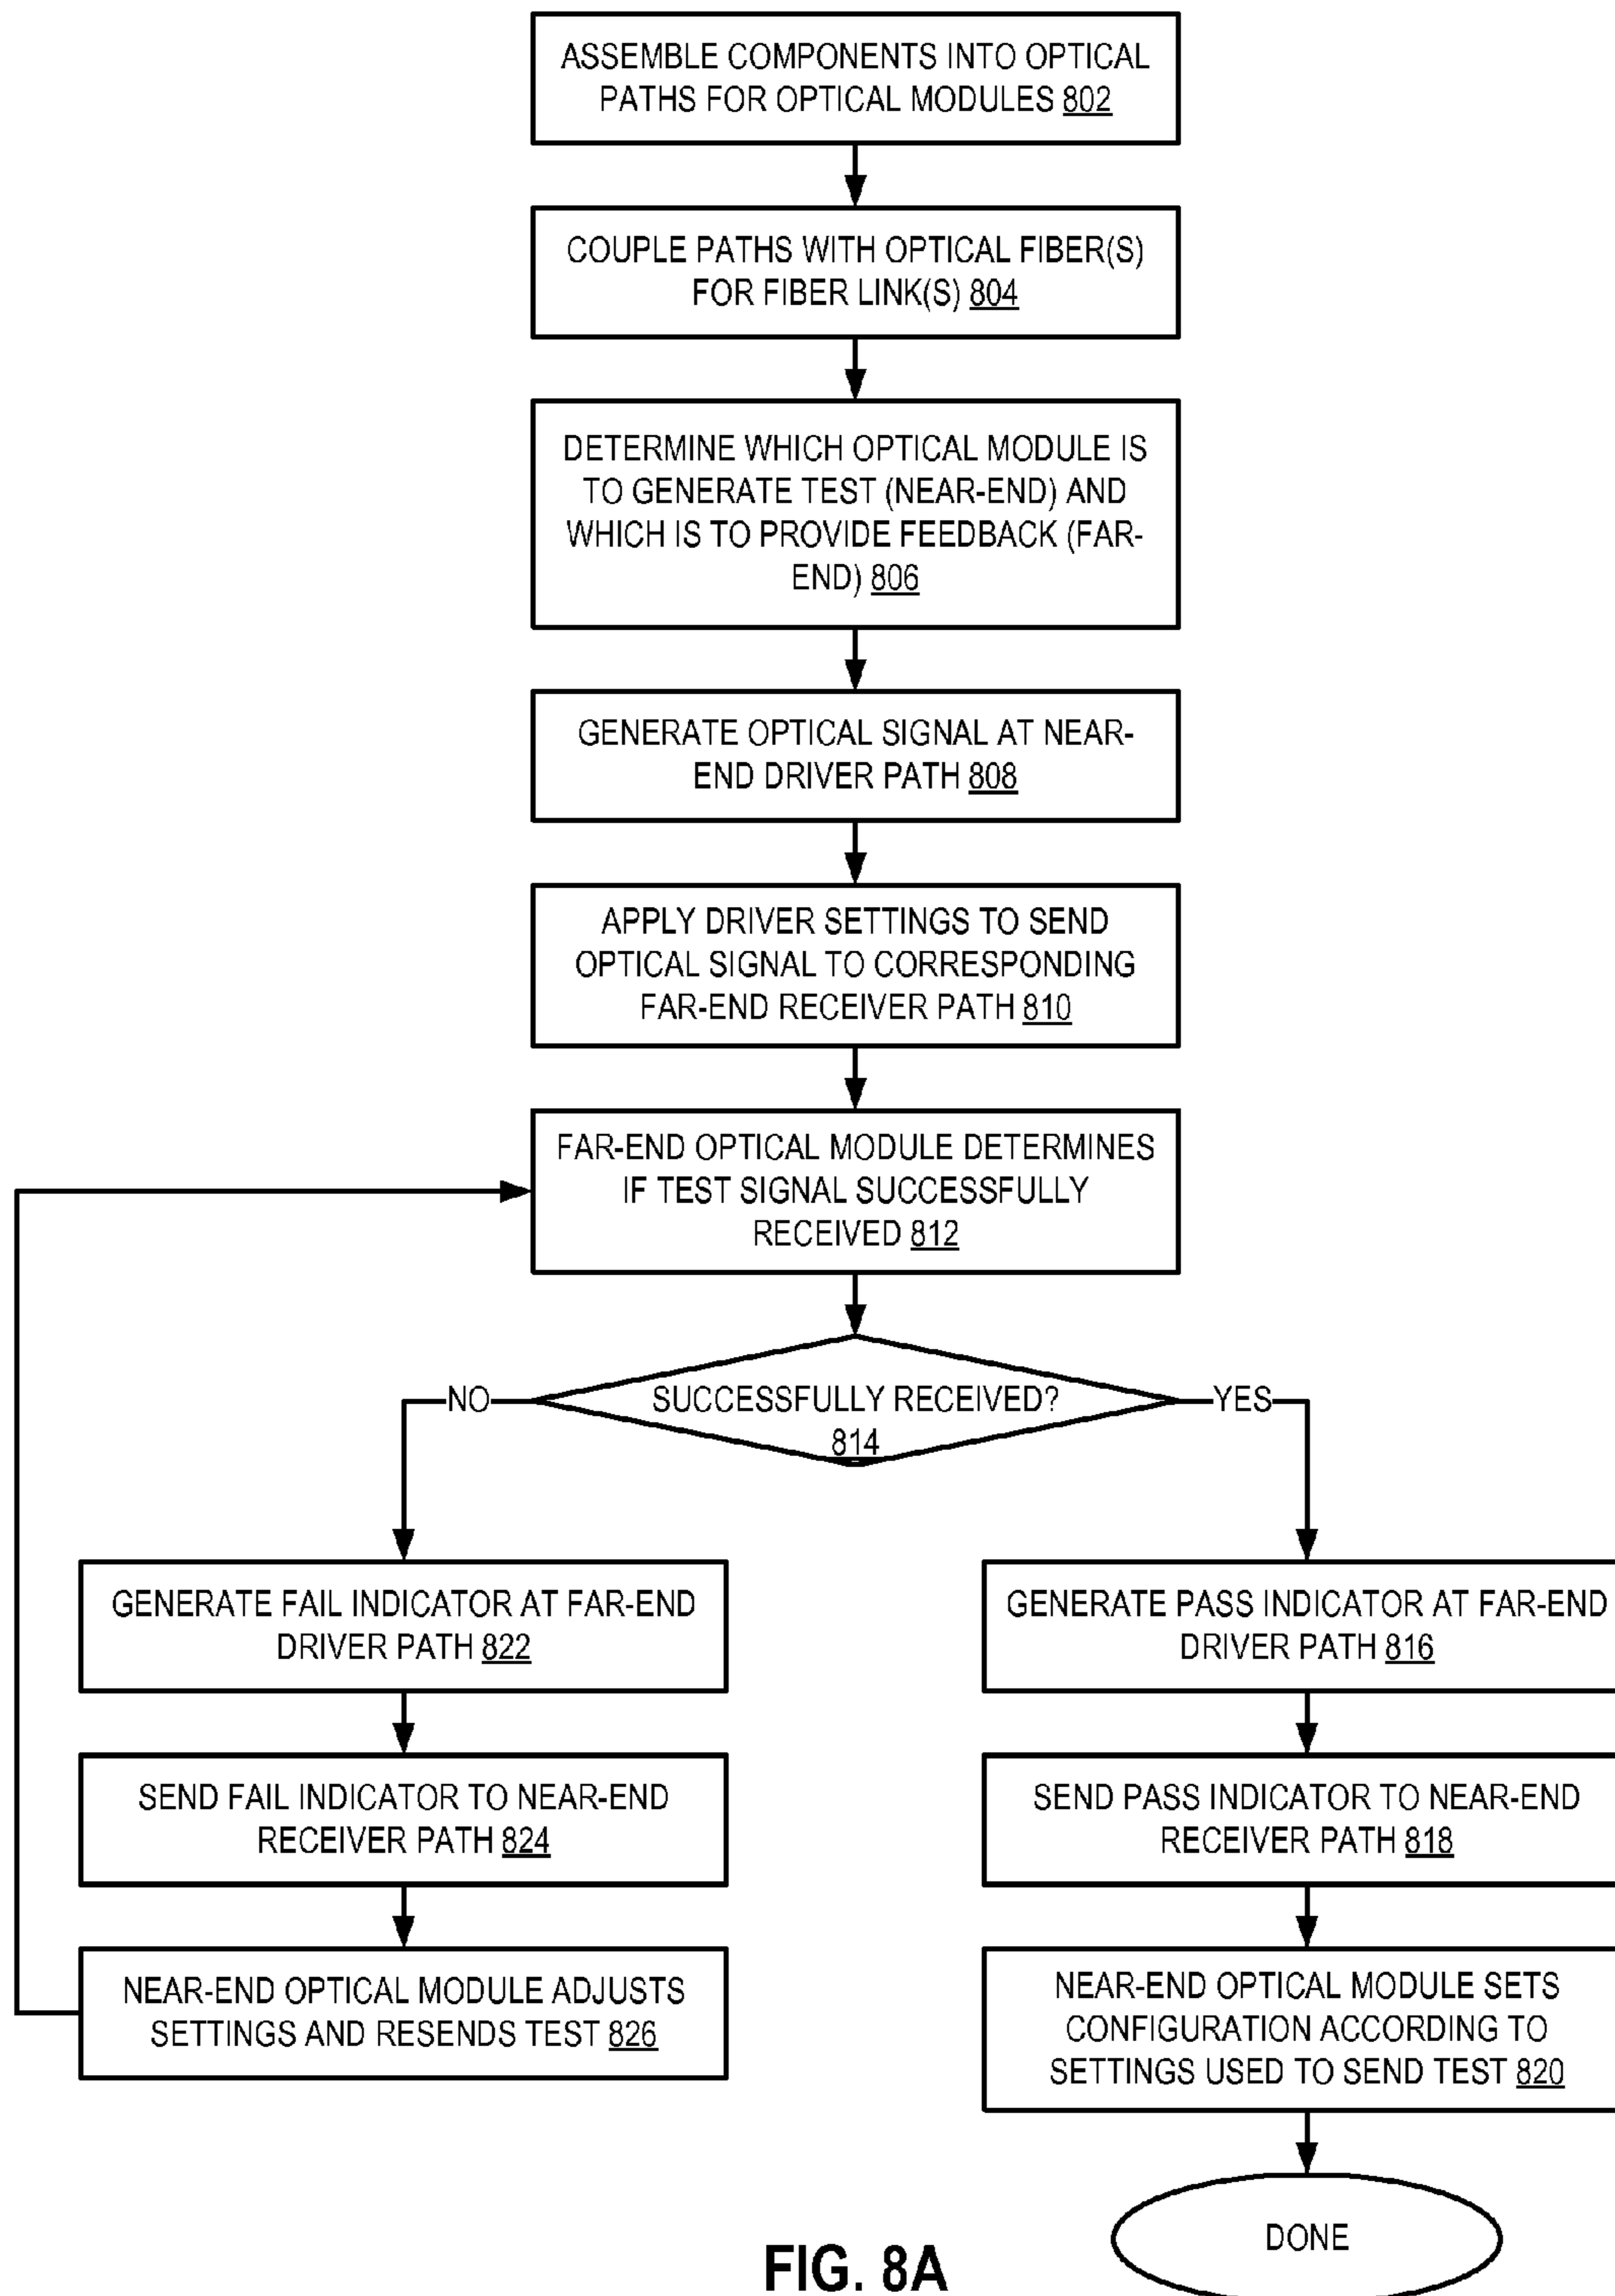 ASSEMBLE COMPONENTS INTO OPTICAL
PATHS FOR OPTICAL MODULES 802
COUPLE PATHS WITH OPTICAL FIBER(S)
FOR FIBER LINK(S) 804
DETERMINE WHICH OPTICAL MODULE IS
TO GENERATE TEST (NEAR-END) AND
WHICH IS TO PROVIDE FEEDBACK (FAR-
END) 806
GENERATE OPTICAL SIGNAL AT NEAR-
END DRIVER PATH 808
APPLY DRIVER SETTINGS TO SEND
OPTICAL SIGNAL TO CORRESPONDING
FAR-END RECEIVER PATH 810
FAR-END OPTICAL MODULE DETERMINES
IF TEST SIGNAL SUCCESSFULLY
RECEIVED 812
NO
SUCCESSFULLY RECEIVED?
814
YES
GENERATE FAIL INDICATOR AT FAR-END
DRIVER PATH 822
SEND FAIL INDICATOR TO NEAR-END
RECEIVER PATH 824
NEAR-END OPTICAL MODULE ADJUSTS
SETTINGS AND RESENDS TEST 826
GENERATE PASS INDICATOR AT FAR-END
DRIVER PATH 816
SEND PASS INDICATOR TO NEAR-END
RECEIVER PATH 818
NEAR-END OPTICAL MODULE SETS
CONFIGURATION ACCORDING TO
SETTINGS USED TO SEND TEST 820
DONE
FIG. 8A